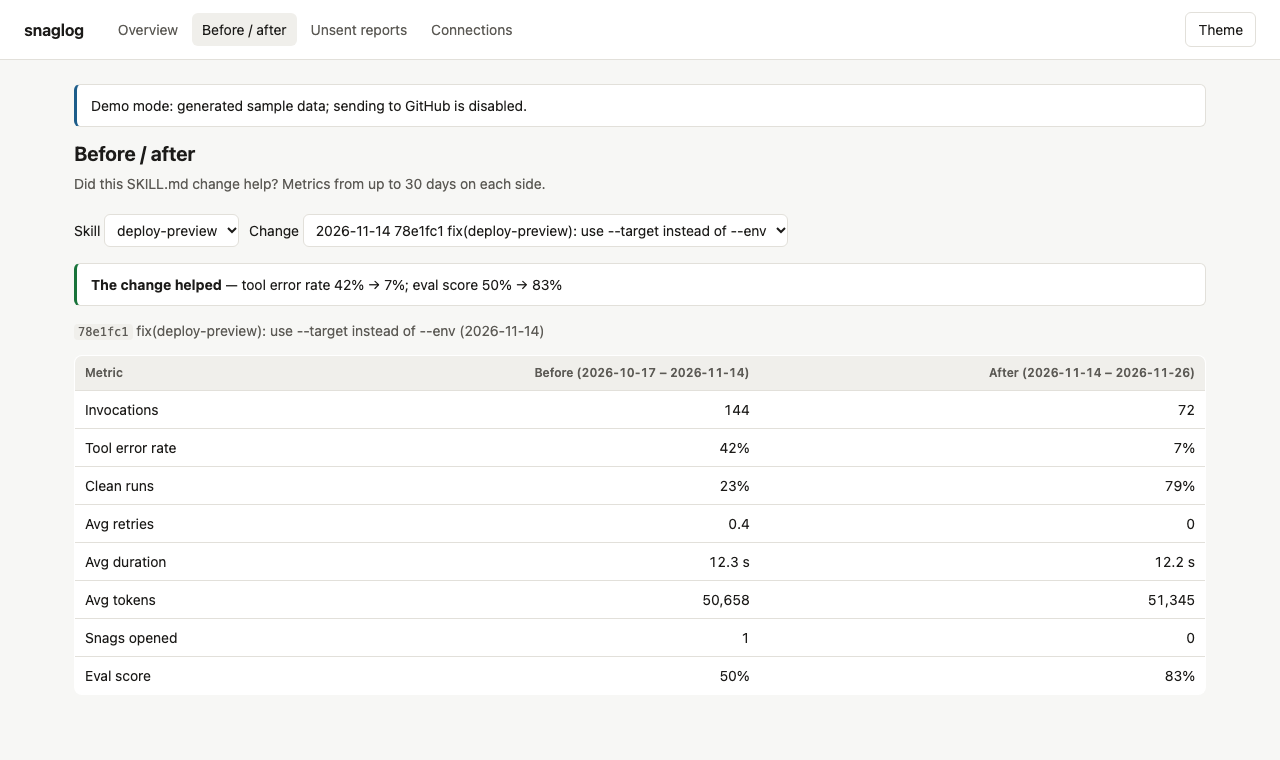 snaglog Overview Before / after Unsent reports Connections Theme
Demo mode: generated sample data; sending to GitHub is disabled.
Before / after
Did this SKILL.md change help? Metrics from up to 30 days on each side.
Skill deploy-preview Change 2026-11-14 78e1fc1 fix(deploy-preview): use --target instead of --env
The change helped — tool error rate 42% → 7%; eval score 50% → 83%
78e1fc1 fix(deploy-preview): use --target instead of --env (2026-11-14)
Metric Before (2026-10-17 – 2026-11-14) After (2026-11-14 – 2026-11-26)
Invocations 144 72
Tool error rate 42% 7%
Clean runs 23% 79%
Avg retries 0.4 0
Avg duration 12.3 s 12.2 s
Avg tokens 50,658 51,345
Snags opened 1 0
Eval score 50% 83%